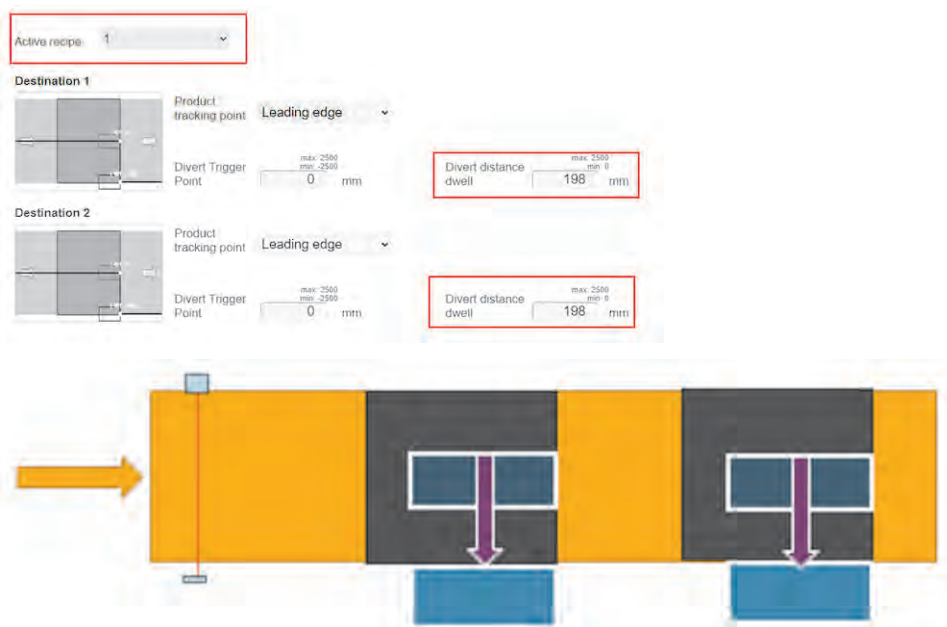 Active recipe 1
Destination 1
Product
tracking point Leading edge
Divert Trigger
Point
max: 2500
min: -2500
0 mm
Divert distance
dwell
max: 2500
min: 0
198 mm
Destination 2
Product
tracking point Leading edge
Divert Trigger
Point
max: 2500
min: -2500
0 mm
Divert distance
dwell
max: 2500
min: 0
198 mm